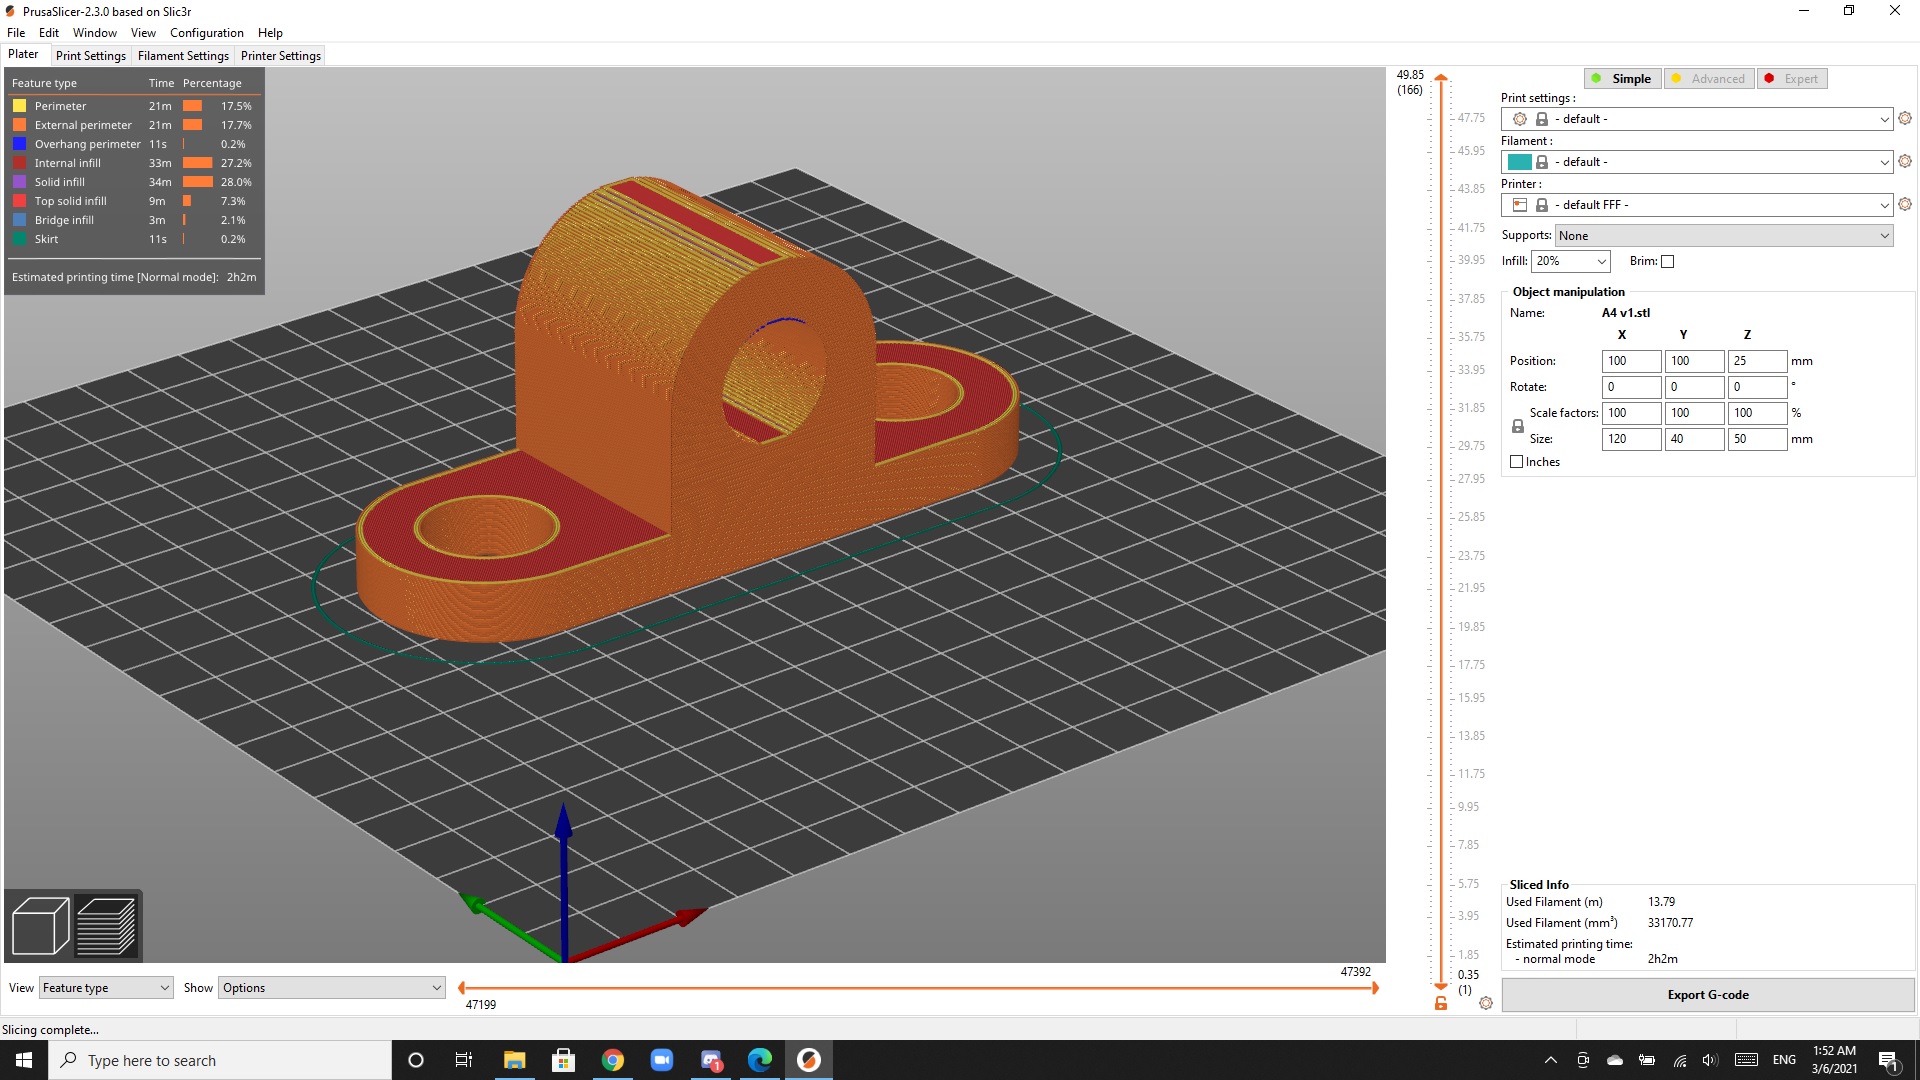 PrusaSlicer-2.3.0 based on Slic3r
File Edit Window View Configuration Help
Plater Print Settings Filament Settings Printer Settings
Feature type Time Percentage
Perimeter 21m 17.5%
External perimeter 21m 17.7%
Overhang perimeter 11s 0.2%
Internal infill 33m 27.2%
Solid infill 34m 28.0%
Top solid infill 9m 7.3%
Bridge infill 3m 2.1%
Skirt 11s 0.2%
Estimated printing time [Normal mode]: 2h2m
49.85
(166)
47.75
45.95
43.85
41.75
39.95
37.85
35.75
33.95
31.85
29.75
27.95
25.85
23.75
21.95
19.85
17.75
15.95
13.85
11.75
9.95
7.85
5.75
3.95
1.85
0.35
(1)
Simple Advanced Expert
Print settings :
- default -
Filament :
- default -
Printer :
- default FFF -
Supports: None
Infill: 20% Brim:
Object manipulation
Name: A4 v1.stl
X Y Z
Position: 100 100 25 mm
Rotate: 0 0 0 °
Scale factors: 100 100 100 %
Size: 120 40 50 mm
Inches
Sliced Info
Used Filament (m) 13.79
Used Filament (mm³) 33170.77
Estimated printing time:
- normal mode 2h2m
Export G-code
View Feature type Show Options
47392
47199
Slicing complete...
Type here to search
1
ENG
1:52 AM
3/6/2021
1